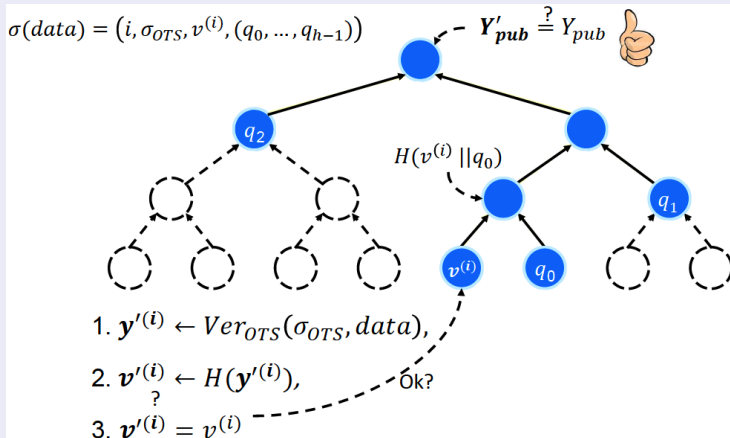 σ(data) = (i, σ_OTS, v^(i), (q_0, ..., q_{h-1}))
Y'_pub ≟ Y_pub
q_2
H(v^(i) || q_0)
q_1
v^(i)
q_0
1. y'^(i) ← Ver_OTS(σ_OTS, data),
2. v'^(i) ← H(y'^(i)),
Ok?
?
3. v'^(i) = v^(i)